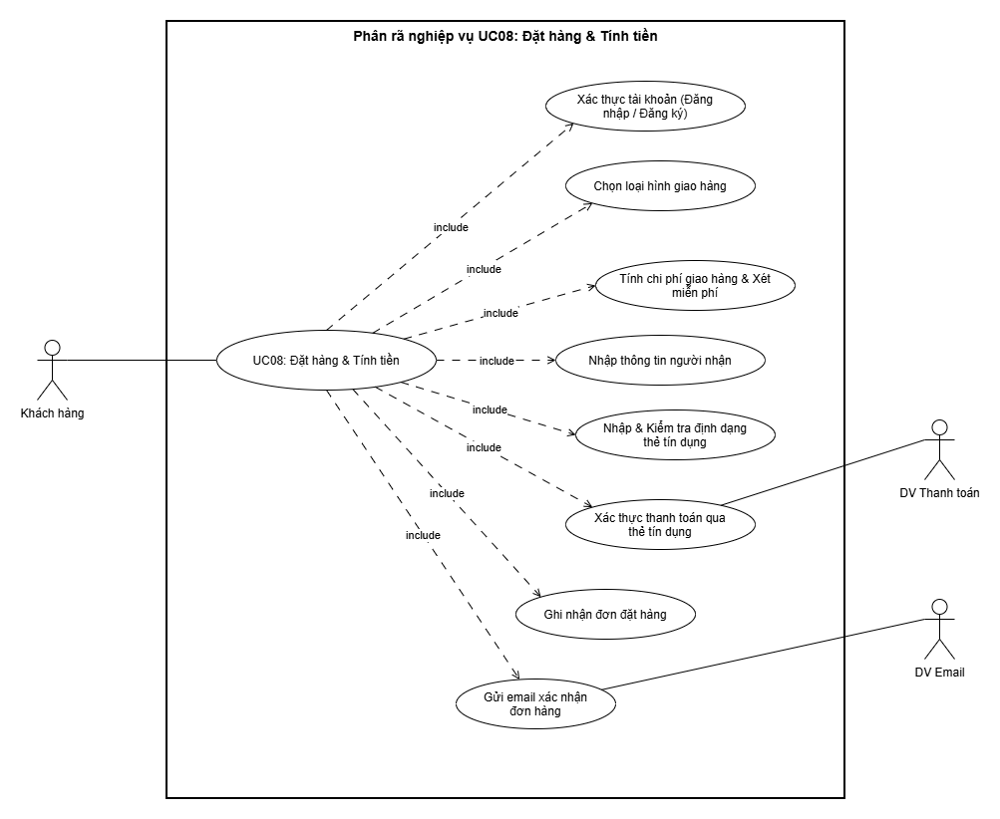 Phân rã nghiệp vụ UC08: Đặt hàng & Tính tiền
Xác thực tài khoản (Đăng
nhập / Đăng ký)
Chọn loại hình giao hàng
include
include
Tính chi phí giao hàng & Xét
miễn phí
include
UC08: Đặt hàng & Tính tiền
include
Nhập thông tin người nhận
Khách hàng
include
Nhập & Kiểm tra định dạng
thẻ tín dụng
include
Xác thực thanh toán qua
thẻ tín dụng
DV Thanh toán
include
include
Ghi nhận đơn đặt hàng
Gửi email xác nhận
đơn hàng
DV Email